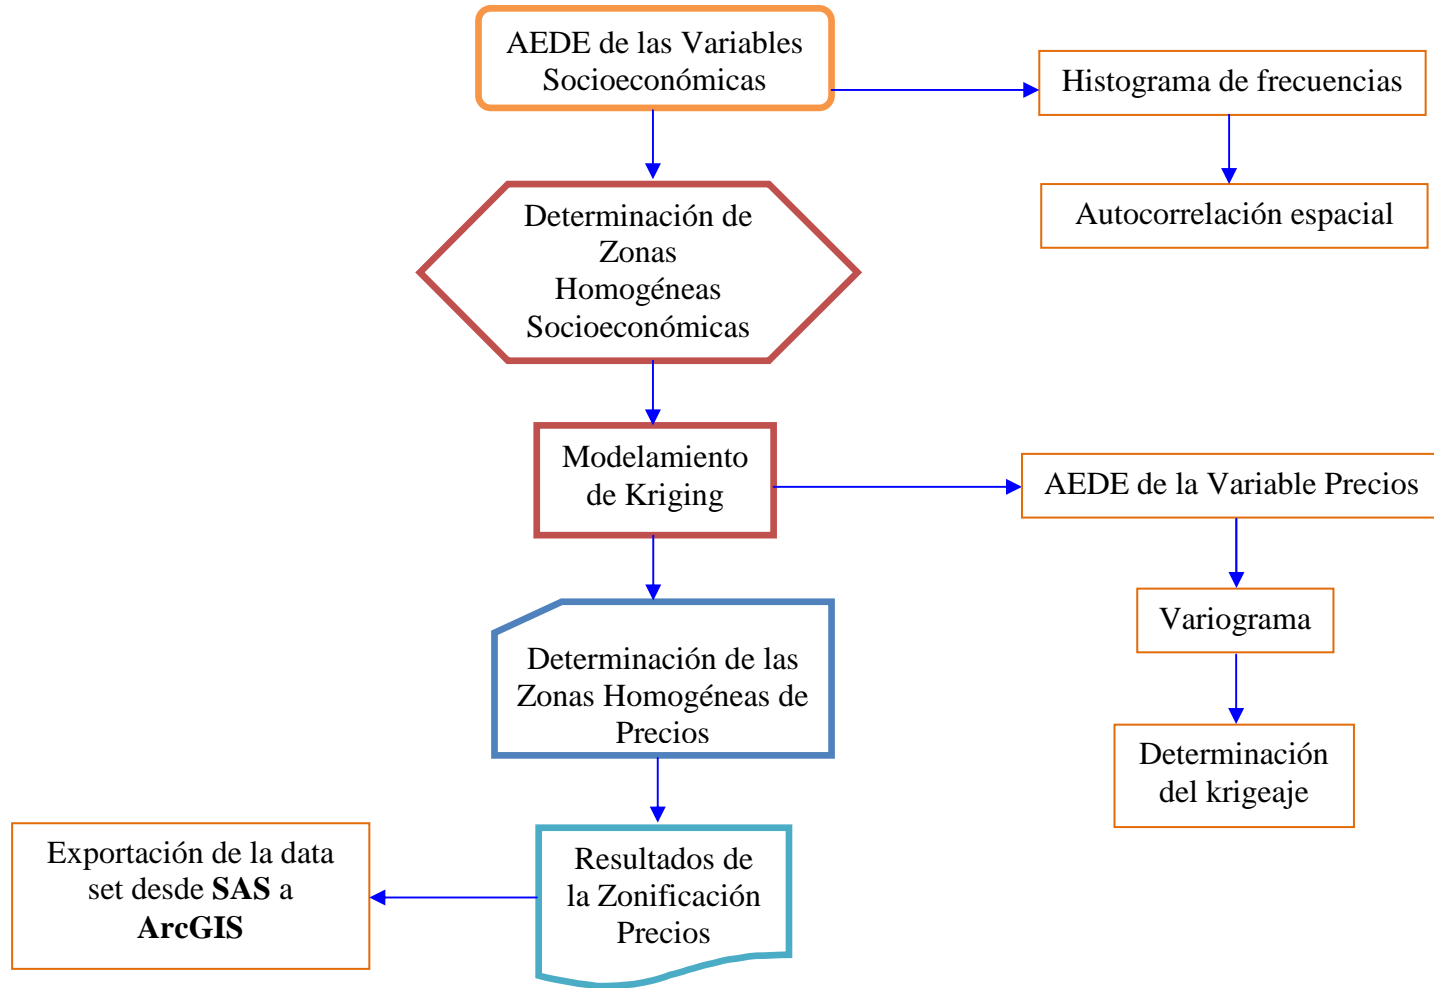 AEDE de las Variables
Socioeconómicas
Histograma de frecuencias
Autocorrelación espacial
Determinación de
Zonas
Homogéneas
Socioeconómicas
Modelamiento
de Kriging
AEDE de la Variable Precios
Variograma
Determinación
del krigeaje
Determinación de las
Zonas Homogéneas de
Precios
Resultados de
la Zonificación
Precios
Exportación de la data
set desde SAS a
ArcGIS